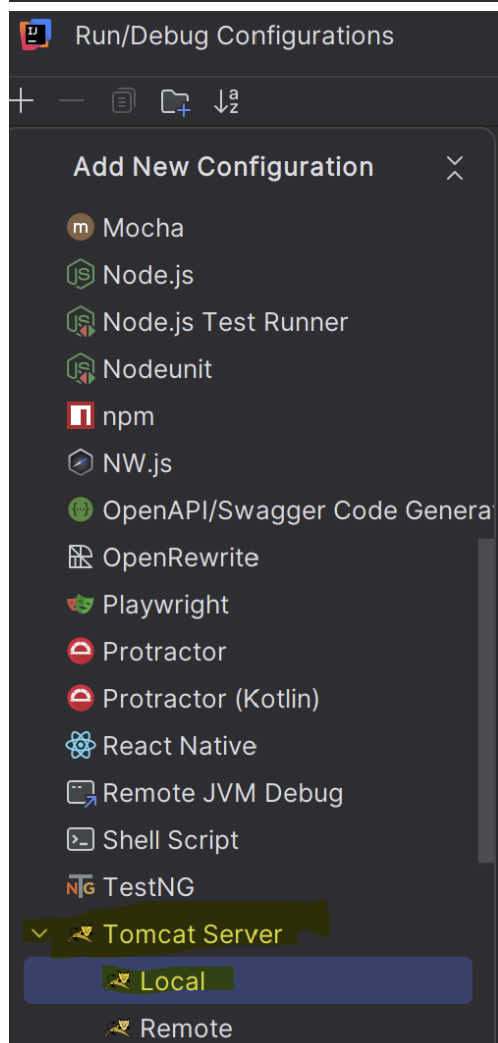 Run/Debug Configurations
Add New Configuration
Mocha
Node.js
Node.js Test Runner
Nodeunit
npm
NW.js
OpenAPI/Swagger Code Genera
OpenRewrite
Playwright
Protractor
Protractor (Kotlin)
React Native
Remote JVM Debug
Shell Script
TestNG
Tomcat Server
Local
Remote